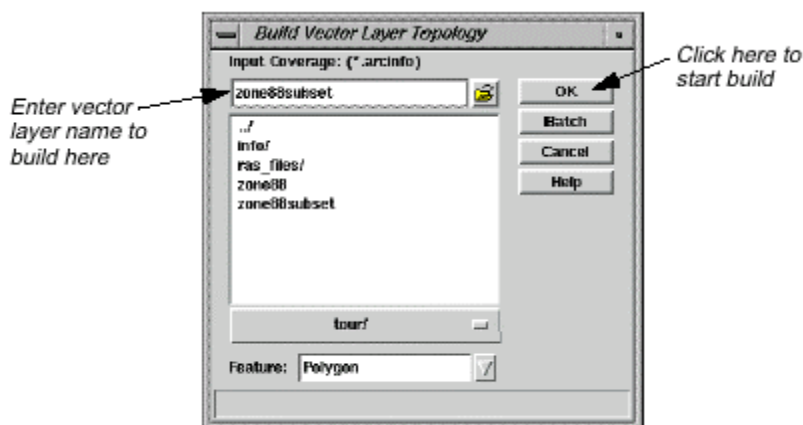 Build Vector Layer Topology
Input Coverage: (*.arcinfo)
Click here to
start build
Enter vector
layer name to
build here
zone88subset
OK
../
info/
ras_files/
zone88
zone88subset
Batch
Cancel
Help
tour/
Feature: Polygon